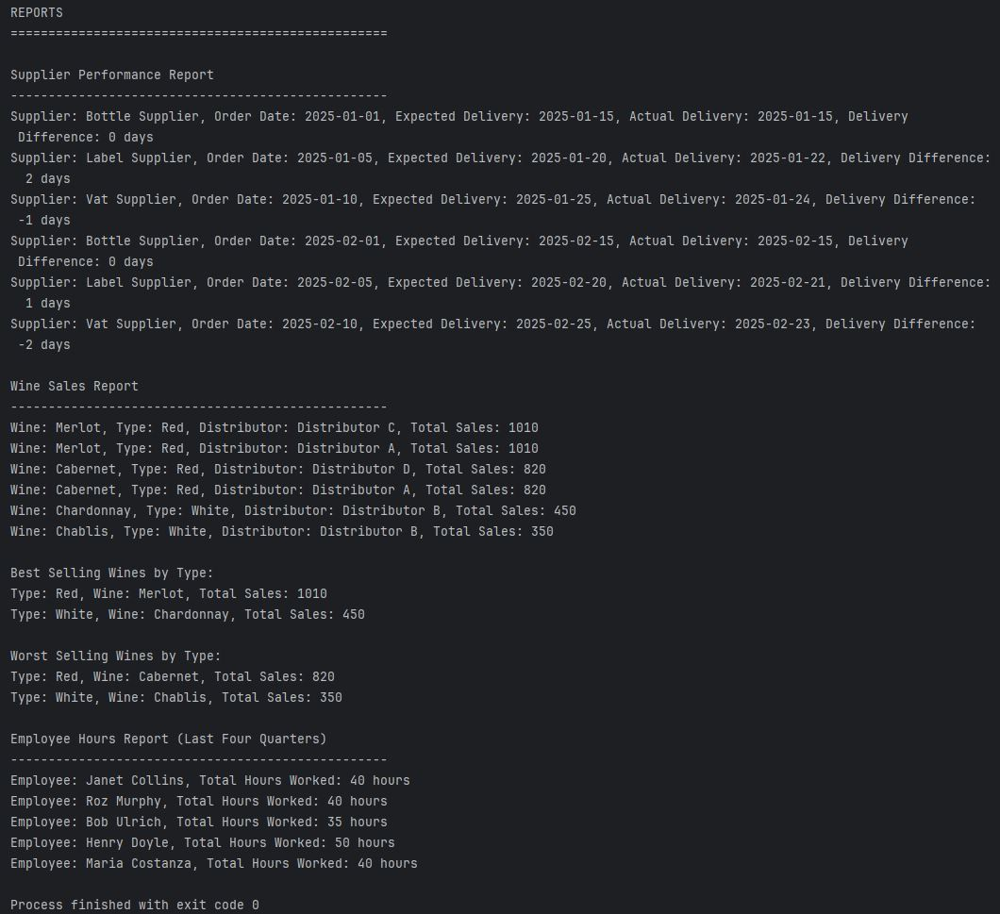 REPORTS
==================================================
Supplier Performance Report
--------------------------------------------------
Supplier: Bottle Supplier, Order Date: 2025-01-01, Expected Delivery: 2025-01-15, Actual Delivery: 2025-01-15, Delivery
Difference: 0 days
Supplier: Label Supplier, Order Date: 2025-01-05, Expected Delivery: 2025-01-20, Actual Delivery: 2025-01-22, Delivery Difference:
2 days
Supplier: Vat Supplier, Order Date: 2025-01-10, Expected Delivery: 2025-01-25, Actual Delivery: 2025-01-24, Delivery Difference:
-1 days
Supplier: Bottle Supplier, Order Date: 2025-02-01, Expected Delivery: 2025-02-15, Actual Delivery: 2025-02-15, Delivery
Difference: 0 days
Supplier: Label Supplier, Order Date: 2025-02-05, Expected Delivery: 2025-02-20, Actual Delivery: 2025-02-21, Delivery Difference:
1 days
Supplier: Vat Supplier, Order Date: 2025-02-10, Expected Delivery: 2025-02-25, Actual Delivery: 2025-02-23, Delivery Difference:
-2 days
Wine Sales Report
--------------------------------------------------
Wine: Merlot, Type: Red, Distributor: Distributor C, Total Sales: 1010
Wine: Merlot, Type: Red, Distributor: Distributor A, Total Sales: 1010
Wine: Cabernet, Type: Red, Distributor: Distributor D, Total Sales: 820
Wine: Cabernet, Type: Red, Distributor: Distributor A, Total Sales: 820
Wine: Chardonnay, Type: White, Distributor: Distributor B, Total Sales: 450
Wine: Chablis, Type: White, Distributor: Distributor B, Total Sales: 350
Best Selling Wines by Type:
Type: Red, Wine: Merlot, Total Sales: 1010
Type: White, Wine: Chardonnay, Total Sales: 450
Worst Selling Wines by Type:
Type: Red, Wine: Cabernet, Total Sales: 820
Type: White, Wine: Chablis, Total Sales: 350
Employee Hours Report (Last Four Quarters)
--------------------------------------------------
Employee: Janet Collins, Total Hours Worked: 40 hours
Employee: Roz Murphy, Total Hours Worked: 40 hours
Employee: Bob Ulrich, Total Hours Worked: 35 hours
Employee: Henry Doyle, Total Hours Worked: 50 hours
Employee: Maria Costanza, Total Hours Worked: 40 hours
Process finished with exit code 0